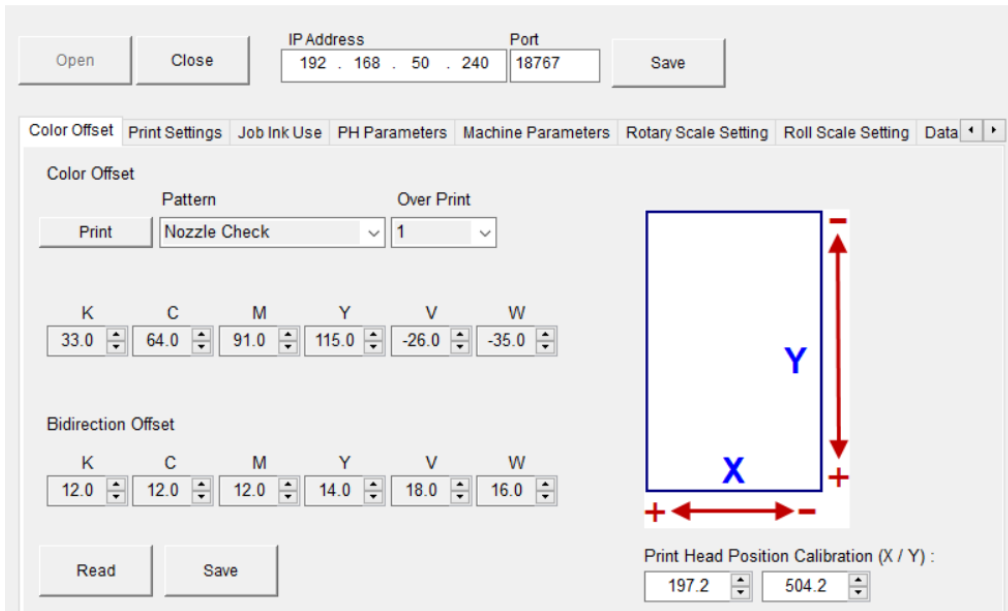 IP Address Port
Open Close 192 . 168 . 50 . 240 18767 Save
Color Offset Print Settings Job Ink Use PH Parameters Machine Parameters Rotary Scale Setting Roll Scale Setting Data
Color Offset
Pattern Over Print
Print Nozzle Check 1
K C M Y V W
33.0 64.0 91.0 115.0 -26.0 -35.0
Bidirection Offset
K C M Y V W
12.0 12.0 12.0 14.0 18.0 16.0
Read Save
-
Y
+
X
+ -
Print Head Position Calibration (X / Y) :
197.2 504.2